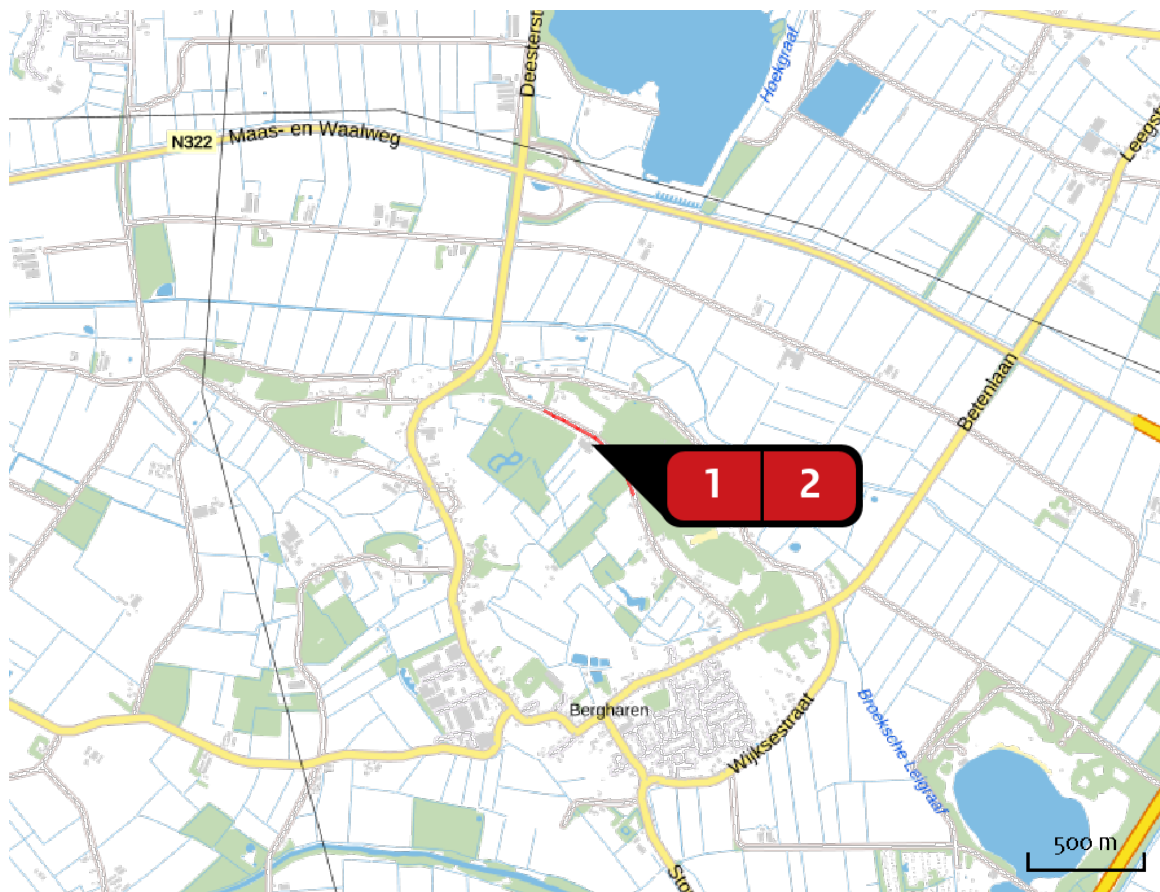 Deesterst
Hoekgraaf
Leegst
N322
Maas- en Waalweg
Betenlaan
1
2
Bergharen
Wijksestraat
Broeksche Leigraaf
500 m
Sto